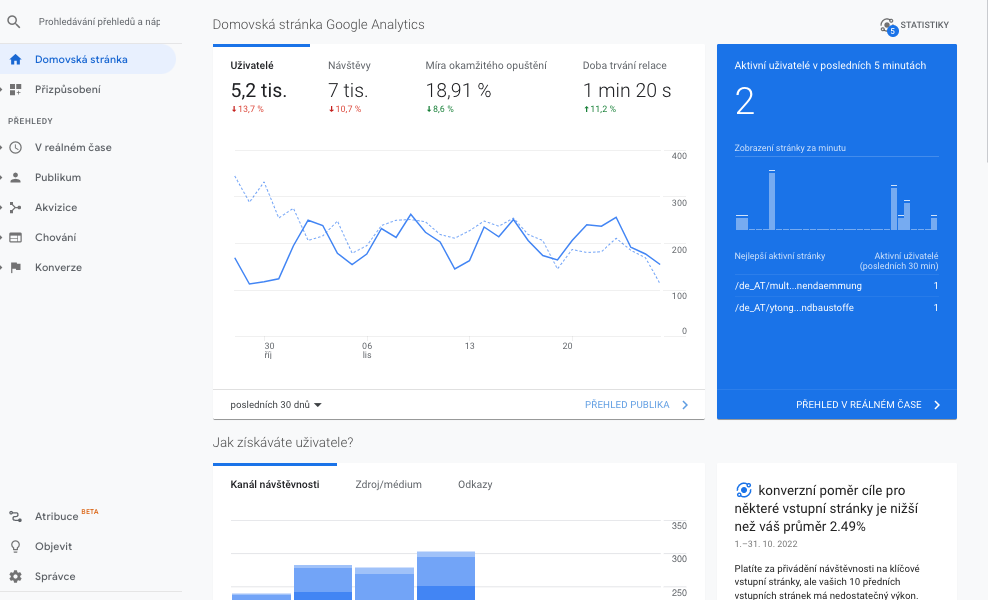 Prohledávání přehledů a náp
Domovská stránka
Přizpůsobení
PŘEHLEDY
V reálném čase
Publikum
Akvizice
Chování
Konverze
Atribuce BETA
Objevit
Správce
Domovská stránka Google Analytics
STATISTIKY
5
Uživatelé
5,2 tis.
13,7 %
Návštěvy
7 tis.
10,7 %
Míra okamžitého opuštění
18,91 %
8,6 %
Doba trvání relace
1 min 20 s
11,2 %
400
300
200
100
0
30
říj
06
lis
13
20
posledních 30 dnů
PŘEHLED PUBLIKA
Aktivní uživatelé v posledních 5 minutách
2
Zobrazení stránky za minutu
Nejlepší aktivní stránky
Aktivní uživatelé
(posledních 30 min)
/de_AT/mult...nendaemmung 1
/de_AT/ytong...ndbaustoffe 1
PŘEHLED V REÁLNÉM ČASE
Jak získáváte uživatele?
Kanál návštěvnosti
Zdroj/médium
Odkazy
350
300
250
konverzní poměr cíle pro
některé vstupní stránky je nižší
než váš průměr 2.49%
1.–31. 10. 2022
Platíte za přivádění návštěvnosti na klíčové
vstupní stránky, ale vašich 10 předních
vstupních stránek má nedostatečný výkon.